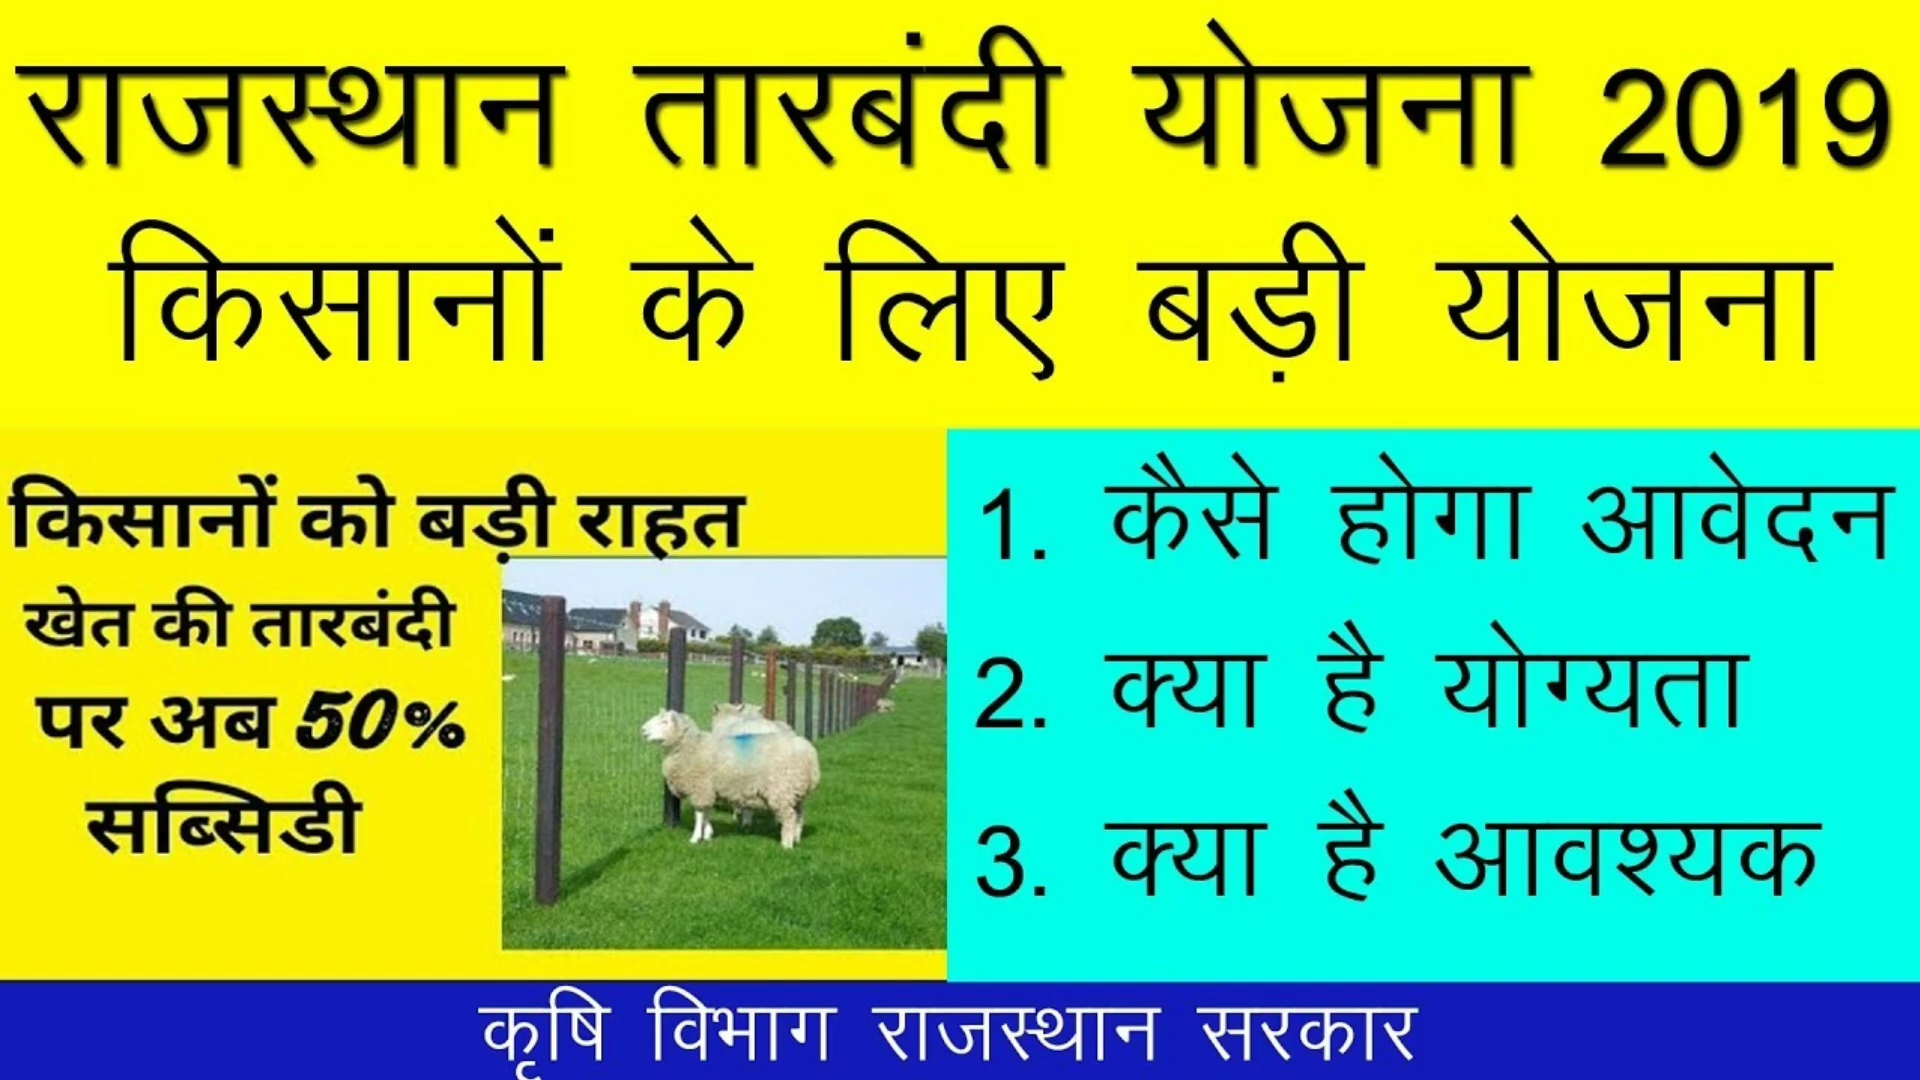 राजस्थान तारबंदी योजना 2019
किसानों के लिए बड़ी योजना
किसानों को बड़ी राहत
खेत की तारबंदी
पर अब 50%
सब्सिडी
1. कैसे होगा आवेदन
2. क्या है योग्यता
3. क्या है आवश्यक
कृषि विभाग राजस्थान सरकार